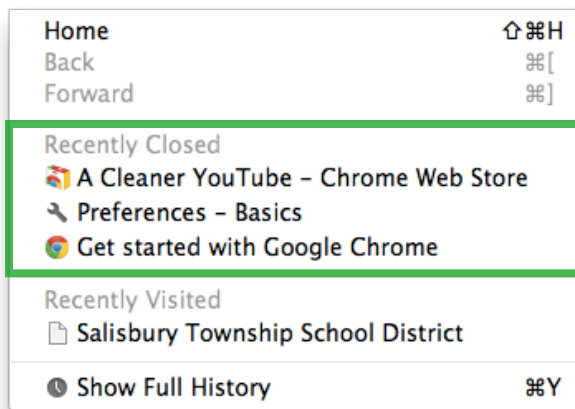 Home ⇧⌘H
Back ⌘[
Forward ⌘]
Recently Closed
A Cleaner YouTube – Chrome Web Store
Preferences – Basics
Get started with Google Chrome
Recently Visited
Salisbury Township School District
Show Full History ⌘Y